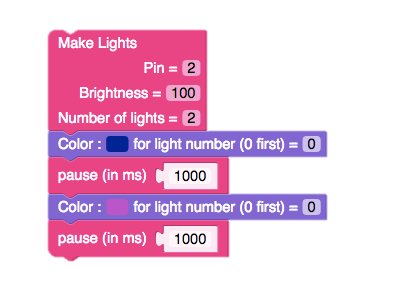 Make Lights
Pin = 2
Brightness = 100
Number of lights = 2
Color : for light number (0 first) = 0
pause (in ms) 1000
Color : for light number (0 first) = 0
pause (in ms) 1000